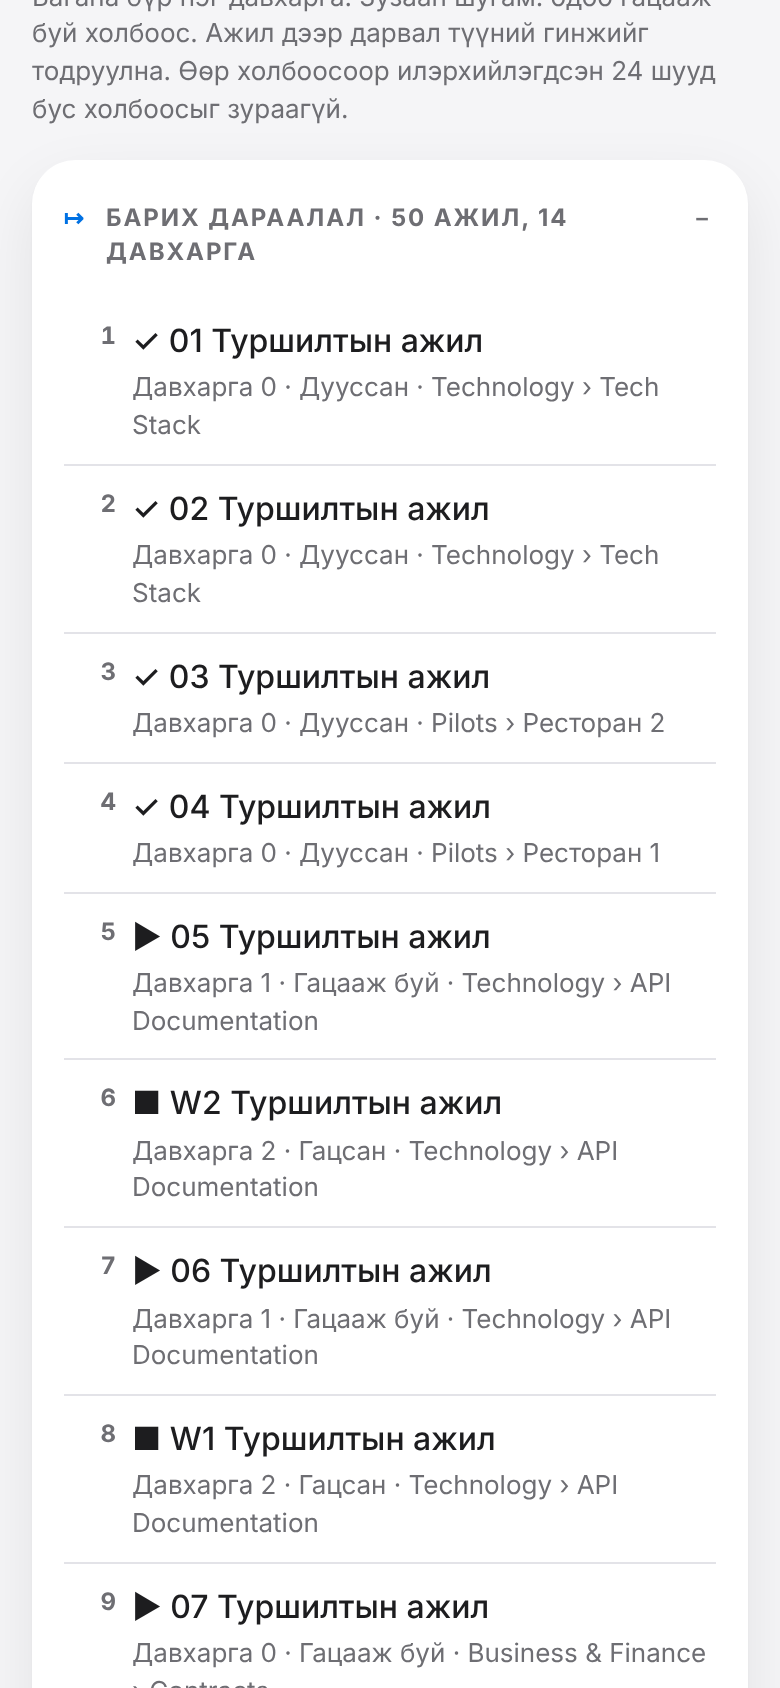 буй холбоос. Ажил дээр дарвал түүний гинжийг
тодруулна. Өөр холбоосоор илэрхийлэгдсэн 24 шууд
бус холбоосыг зураагүй.
↦ БАРИХ ДАРААЛАЛ · 50 АЖИЛ, 14 –
ДАВХАРГА
1 ✓ 01 Туршилтын ажил
Давхарга 0 · Дууссан · Technology › Tech
Stack
2 ✓ 02 Туршилтын ажил
Давхарга 0 · Дууссан · Technology › Tech
Stack
3 ✓ 03 Туршилтын ажил
Давхарга 0 · Дууссан · Pilots › Ресторан 2
4 ✓ 04 Туршилтын ажил
Давхарга 0 · Дууссан · Pilots › Ресторан 1
5 ▶ 05 Туршилтын ажил
Давхарга 1 · Гацааж буй · Technology › API
Documentation
6 ■ W2 Туршилтын ажил
Давхарга 2 · Гацсан · Technology › API
Documentation
7 ▶ 06 Туршилтын ажил
Давхарга 1 · Гацааж буй · Technology › API
Documentation
8 ■ W1 Туршилтын ажил
Давхарга 2 · Гацсан · Technology › API
Documentation
9 ▶ 07 Туршилтын ажил
Давхарга 0 · Гацааж буй · Business & Finance